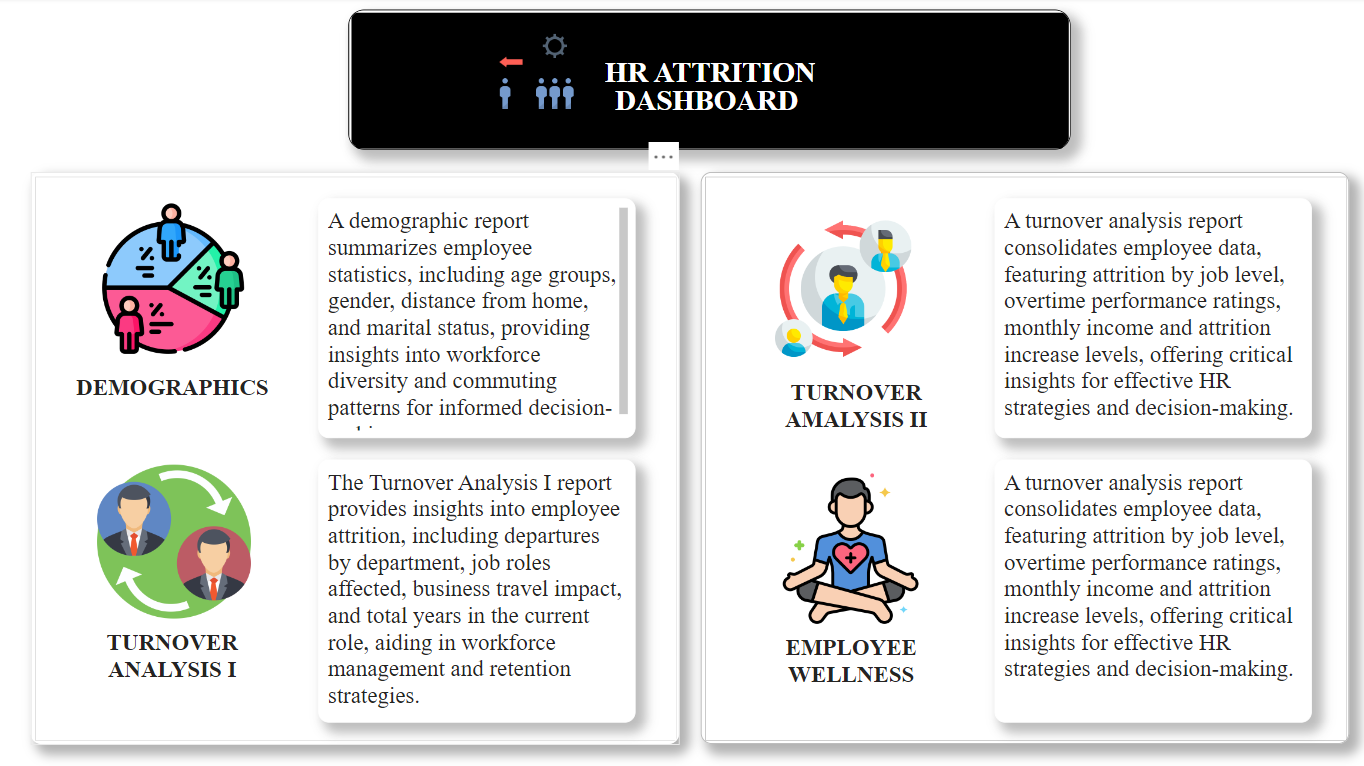 HR ATTRITION
DASHBOARD
A demographic report
summarizes employee
statistics, including age groups,
gender, distance from home,
and marital status, providing
insights into workforce
diversity and commuting
patterns for informed decision-
DEMOGRAPHICS
The Turnover Analysis I report
provides insights into employee
attrition, including departures
by department, job roles
affected, business travel impact,
and total years in the current
role, aiding in workforce
management and retention
strategies.
TURNOVER
ANALYSIS I
A turnover analysis report
consolidates employee data,
featuring attrition by job level,
overtime performance ratings,
monthly income and attrition
increase levels, offering critical
insights for effective HR
strategies and decision-making.
TURNOVER
AMALYSIS II
A turnover analysis report
consolidates employee data,
featuring attrition by job level,
overtime performance ratings,
monthly income and attrition
increase levels, offering critical
insights for effective HR
strategies and decision-making.
EMPLOYEE
WELLNESS